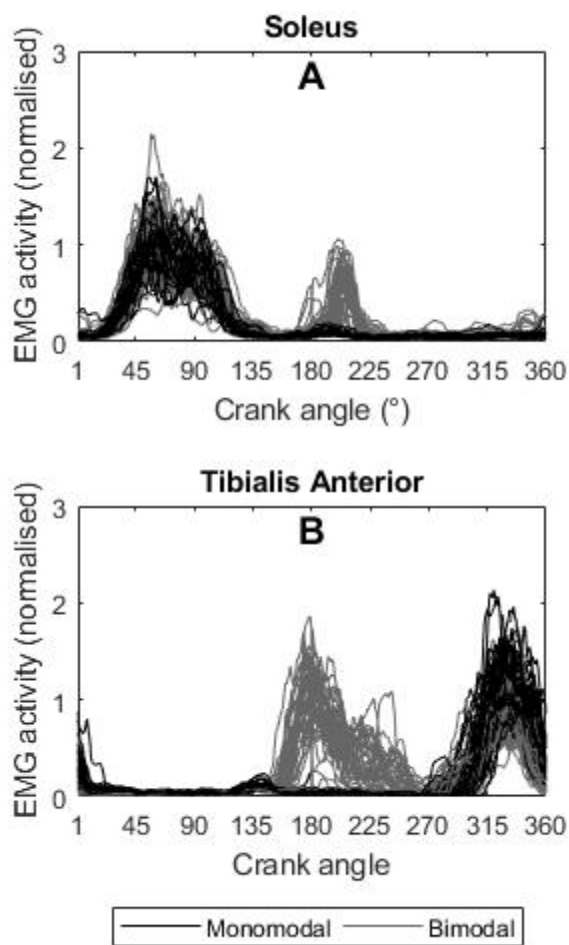 Soleus
A
EMG activity (normalised)
3
2
1
0
1 45 90 135 180 225 270 315 360
Crank angle (°)
Tibialis Anterior
B
EMG activity (normalised)
3
2
1
0
1 45 90 135 180 225 270 315 360
Crank angle
Monomodal Bimodal